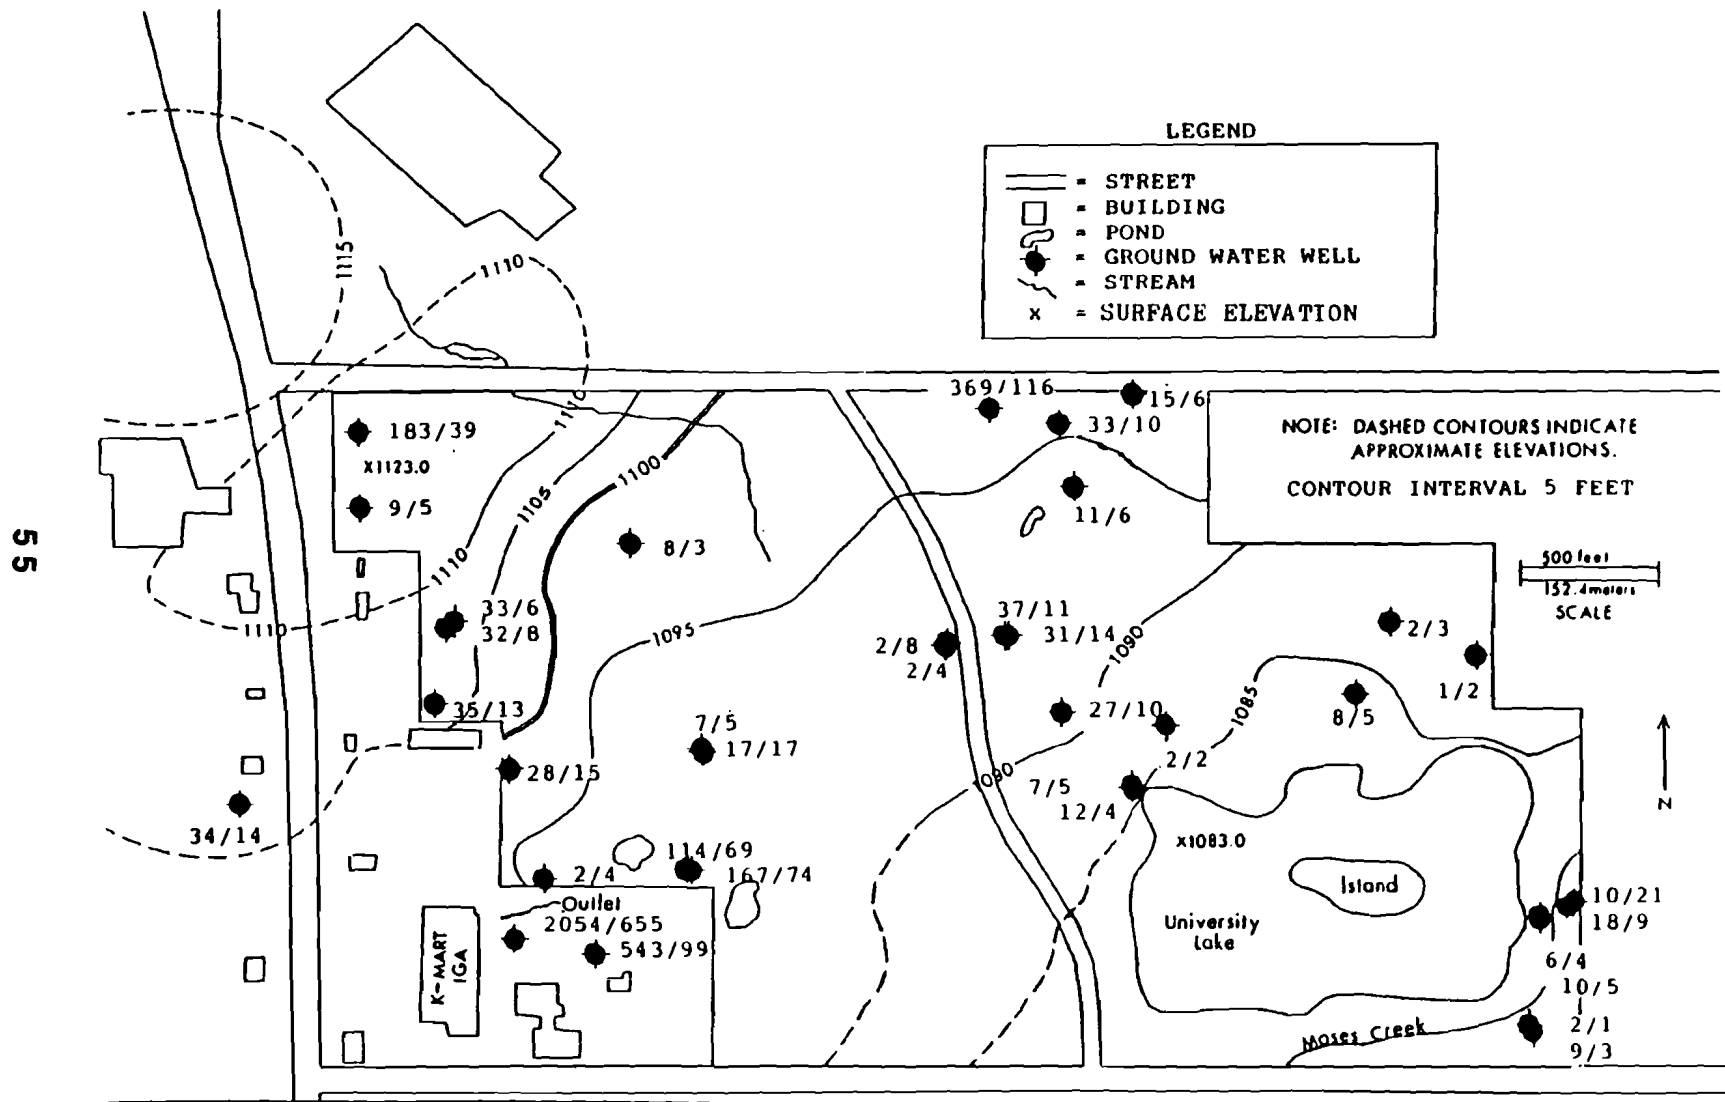 LEGEND
= STREET
= BUILDING
= POND
= GROUND WATER WELL
= STREAM
x = SURFACE ELEVATION
1115
1110
369/116
15/6
33/10
NOTE: DASHED CONTOURS INDICATE
APPROXIMATE ELEVATIONS.
CONTOUR INTERVAL 5 FEET
1110
183/39
x1123.0
1100
1105
9/5
11/6
55
8/3
1110
500 feet
152.4 meters
SCALE
33/6
32/8
1110
1095
37/11
31/14
2/8
2/4
1090
2/3
1/2
35/13
27/10
1085
8/5
7/5
17/17
2/2
28/15
1090
7/5
12/4
N
34/14
x1083.0
114/69
167/74
2/4
Island
Outlet
10/21
18/9
2054/655
University
Lake
543/99
K-MART
IGA
6/4
10/5
Moses Creek
2/1
9/3